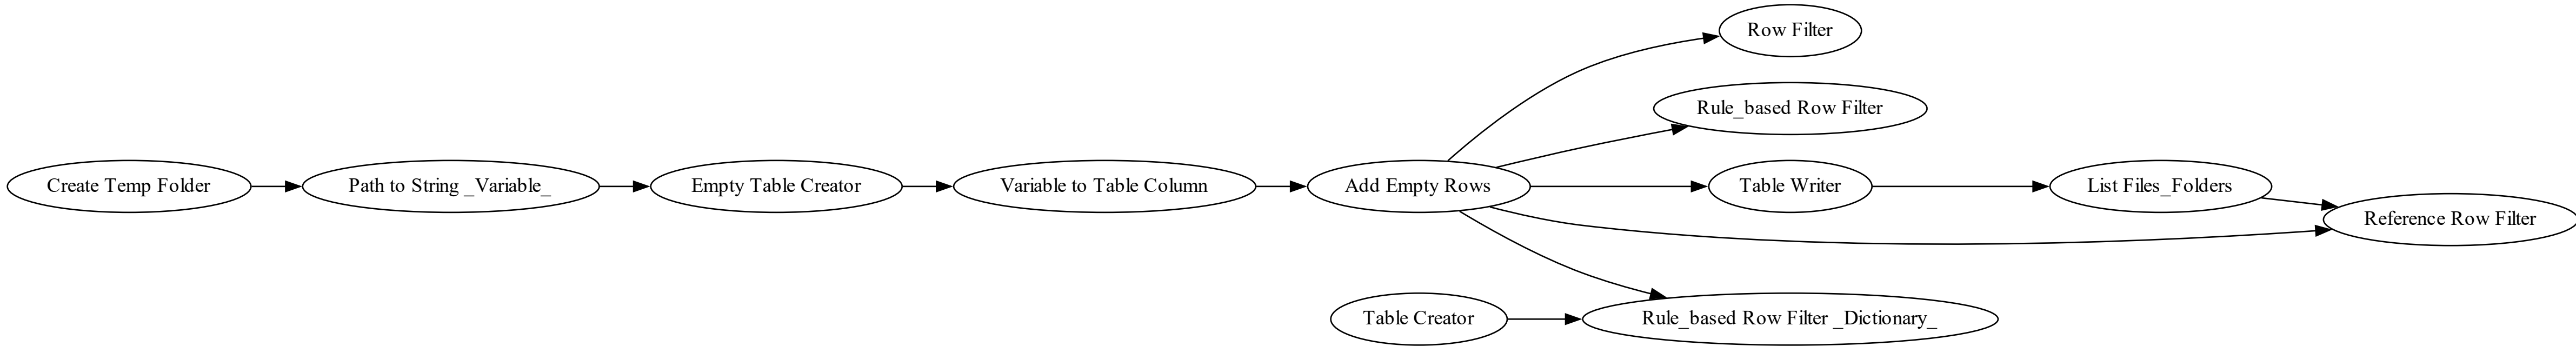 Row Filter
Rule_based Row Filter
Create Temp Folder
Path to String _Variable_
Empty Table Creator
Variable to Table Column
Add Empty Rows
Table Writer
List Files_Folders
Reference Row Filter
Table Creator
Rule_based Row Filter _Dictionary_